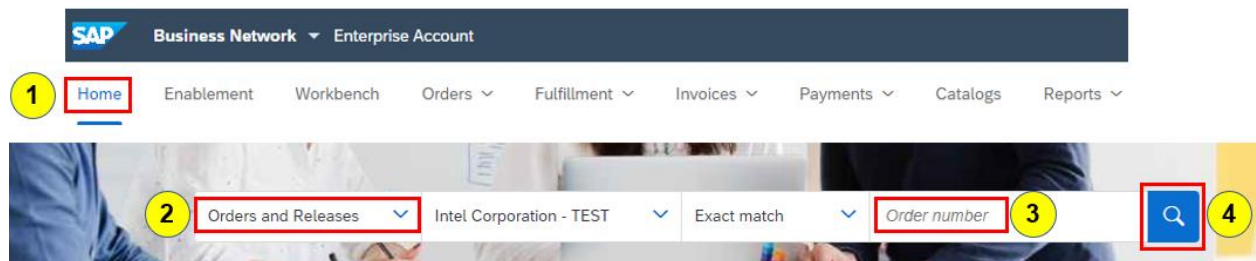 SAP Business Network Enterprise Account
1 Home Enablement Workbench Orders Fulfillment Invoices Payments Catalogs Reports
2 Orders and Releases Intel Corporation - TEST Exact match Order number 3 4